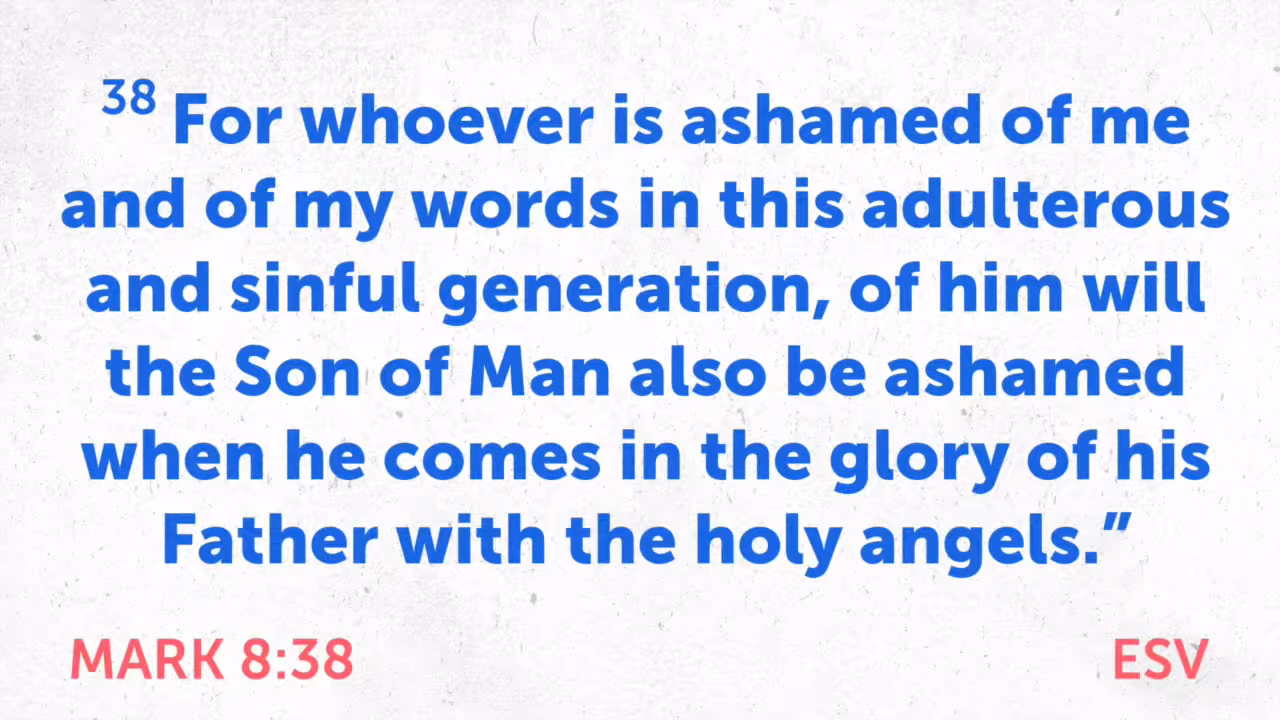 38 For whoever is ashamed of me
and of my words in this adulterous
and sinful generation, of him will
the Son of Man also be ashamed
when he comes in the glory of his
Father with the holy angels.”
MARK 8:38
ESV